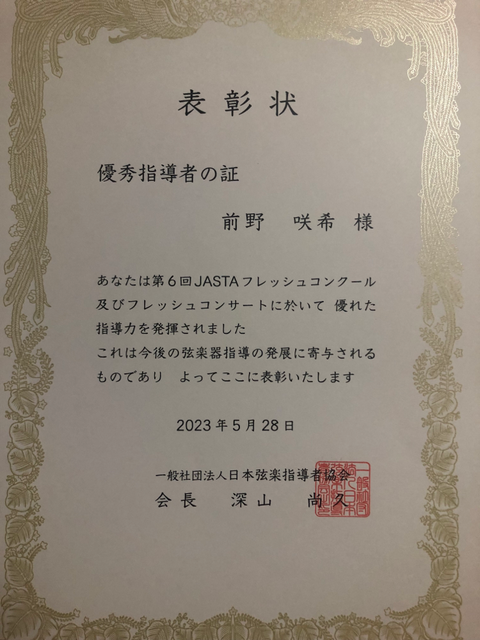 表彰状
優秀指導者の証
前野 咲希 様
あなたは第6回JASTAフレッシュコンクール
及びフレッシュコンサートに於いて 優れた
指導力を発揮されました
これは今後の弦楽器指導の発展に寄与される
ものであり よってここに表彰いたします
2023年5月28日
一般社団法人日本弦楽指導者協会
会長 深山 尚久